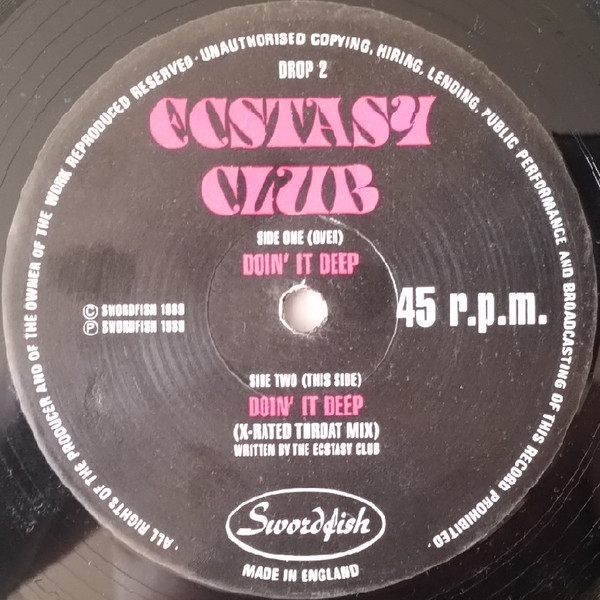 · ALL RIGHTS OF THE PRODUCER AND OF THE OWNER OF THE WORK REPRODUCED RESERVED · UNAUTHORISED COPYING, HIRING, LENDING, PUBLIC PERFORMANCE AND BROADCASTING OF THIS RECORD PROHIBITED ·
DROP 2
ECSTASY
CLUB
SIDE ONE (OVER)
DOIN' IT DEEP
© SWORDFISH 1989
℗ SWORDFISH 1989
45 r.p.m.
SIDE TWO (THIS SIDE)
DOIN' IT DEEP
(X-RATED THROAT MIX)
WRITTEN BY THE ECSTASY CLUB
Swordfish
MADE IN ENGLAND